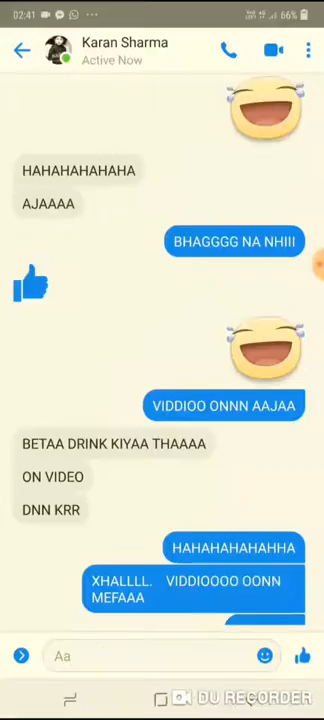 02:41
66%
Karan Sharma
Active Now
HAHAHAHAHAHA
AJAAAA
BHAGGGG NA NHIII
VIDDIOO ONNN AAJAA
BETAA DRINK KIYAA THAAAA
ON VIDEO
DNN KRR
HAHAHAHAHAHHA
XHALLLL. VIDDIOOOO OONN
MEFAAA
Aa
DU RECORDER